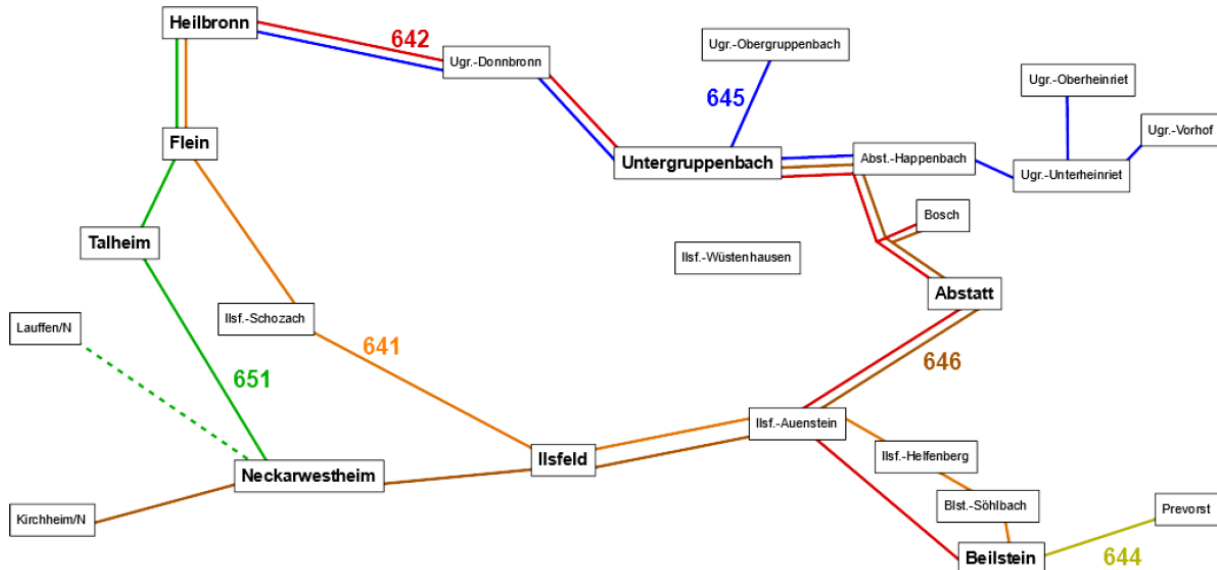 Heilbronn
642
Ugr.-Donnbronn
Ugr.-Obergruppenbach
645
Ugr.-Oberheinriet
Ugr.-Vorhof
Flein
Untergruppenbach
Abst.-Happenbach
Ugr.-Unterheinriet
Talheim
Bosch
Ilsf.-Wüstenhausen
Abstatt
Lauffen/N
Ilsf.-Schozach
641
646
651
Ilsf.-Auenstein
Ilsfeld
Ilsf.-Helfenberg
Neckarwestheim
Kirchheim/N
Blst.-Söhlbach
Prevorst
Beilstein
644